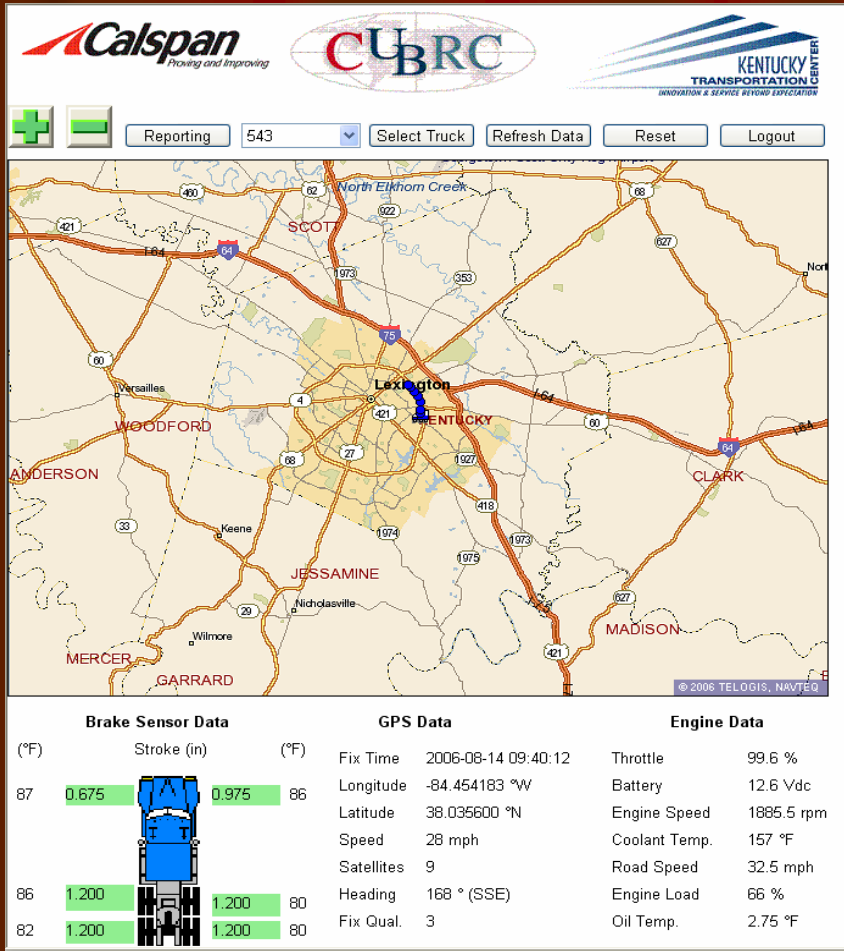 Calspan
Proving and Improving
CUBRC
KENTUCKY
TRANSPORTATION
CENTER
INNOVATION & SERVICE BEYOND EXPECTATION
Reporting 543 Select Truck Refresh Data Reset Logout
460 62 North Elkhorn Creek 68
922
421 SCOTT 627
I-64 64
1973 353 Nort
75
60
Versailles Lexington
4 421 KENTUCKY I-64
WOODFORD 60
27 I-64
68 1927 64
ANDERSON CLARK
418
33 Keene 1974 1973
1975
JESSAMINE
29 Nicholasville 627
I-75
Wilmore MADISON
MERCER 421
GARRARD
© 2006 TELOGIS, NAVTEQ
Brake Sensor Data GPS Data Engine Data
(°F) Stroke (in) (°F)
Fix Time 2006-08-14 09:40:12 Throttle 99.6 %
87 0.675 0.975 86 Longitude -84.454183 °W Battery 12.6 Vdc
Latitude 38.035600 °N Engine Speed 1885.5 rpm
Speed 28 mph Coolant Temp. 157 °F
Satellites 9 Road Speed 32.5 mph
86 1.200 1.200 80 Heading 168 ° (SSE) Engine Load 66 %
82 1.200 1.200 80 Fix Qual. 3 Oil Temp. 2.75 °F